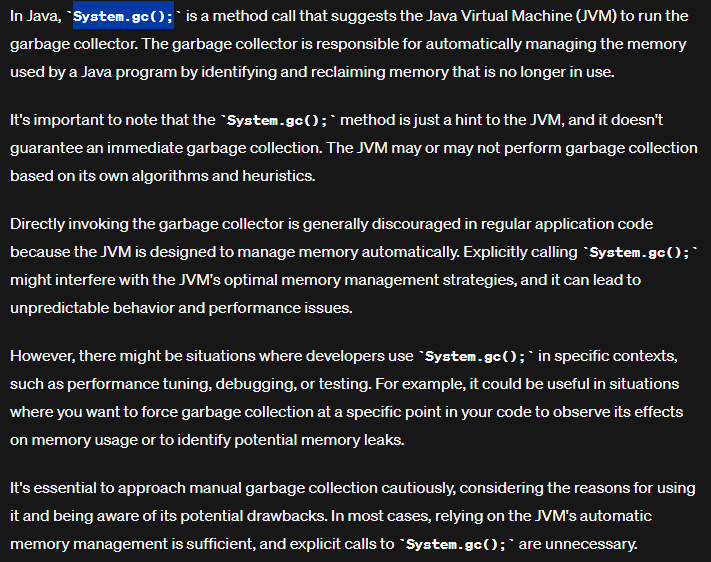 In Java, `System.gc();` is a method call that suggests the Java Virtual Machine (JVM) to run the
garbage collector. The garbage collector is responsible for automatically managing the memory
used by a Java program by identifying and reclaiming memory that is no longer in use.
It's important to note that the `System.gc();` method is just a hint to the JVM, and it doesn't
guarantee an immediate garbage collection. The JVM may or may not perform garbage collection
based on its own algorithms and heuristics.
Directly invoking the garbage collector is generally discouraged in regular application code
because the JVM is designed to manage memory automatically. Explicitly calling `System.gc();`
might interfere with the JVM's optimal memory management strategies, and it can lead to
unpredictable behavior and performance issues.
However, there might be situations where developers use `System.gc();` in specific contexts,
such as performance tuning, debugging, or testing. For example, it could be useful in situations
where you want to force garbage collection at a specific point in your code to observe its effects
on memory usage or to identify potential memory leaks.
It's essential to approach manual garbage collection cautiously, considering the reasons for using
it and being aware of its potential drawbacks. In most cases, relying on the JVM's automatic
memory management is sufficient, and explicit calls to `System.gc();` are unnecessary.